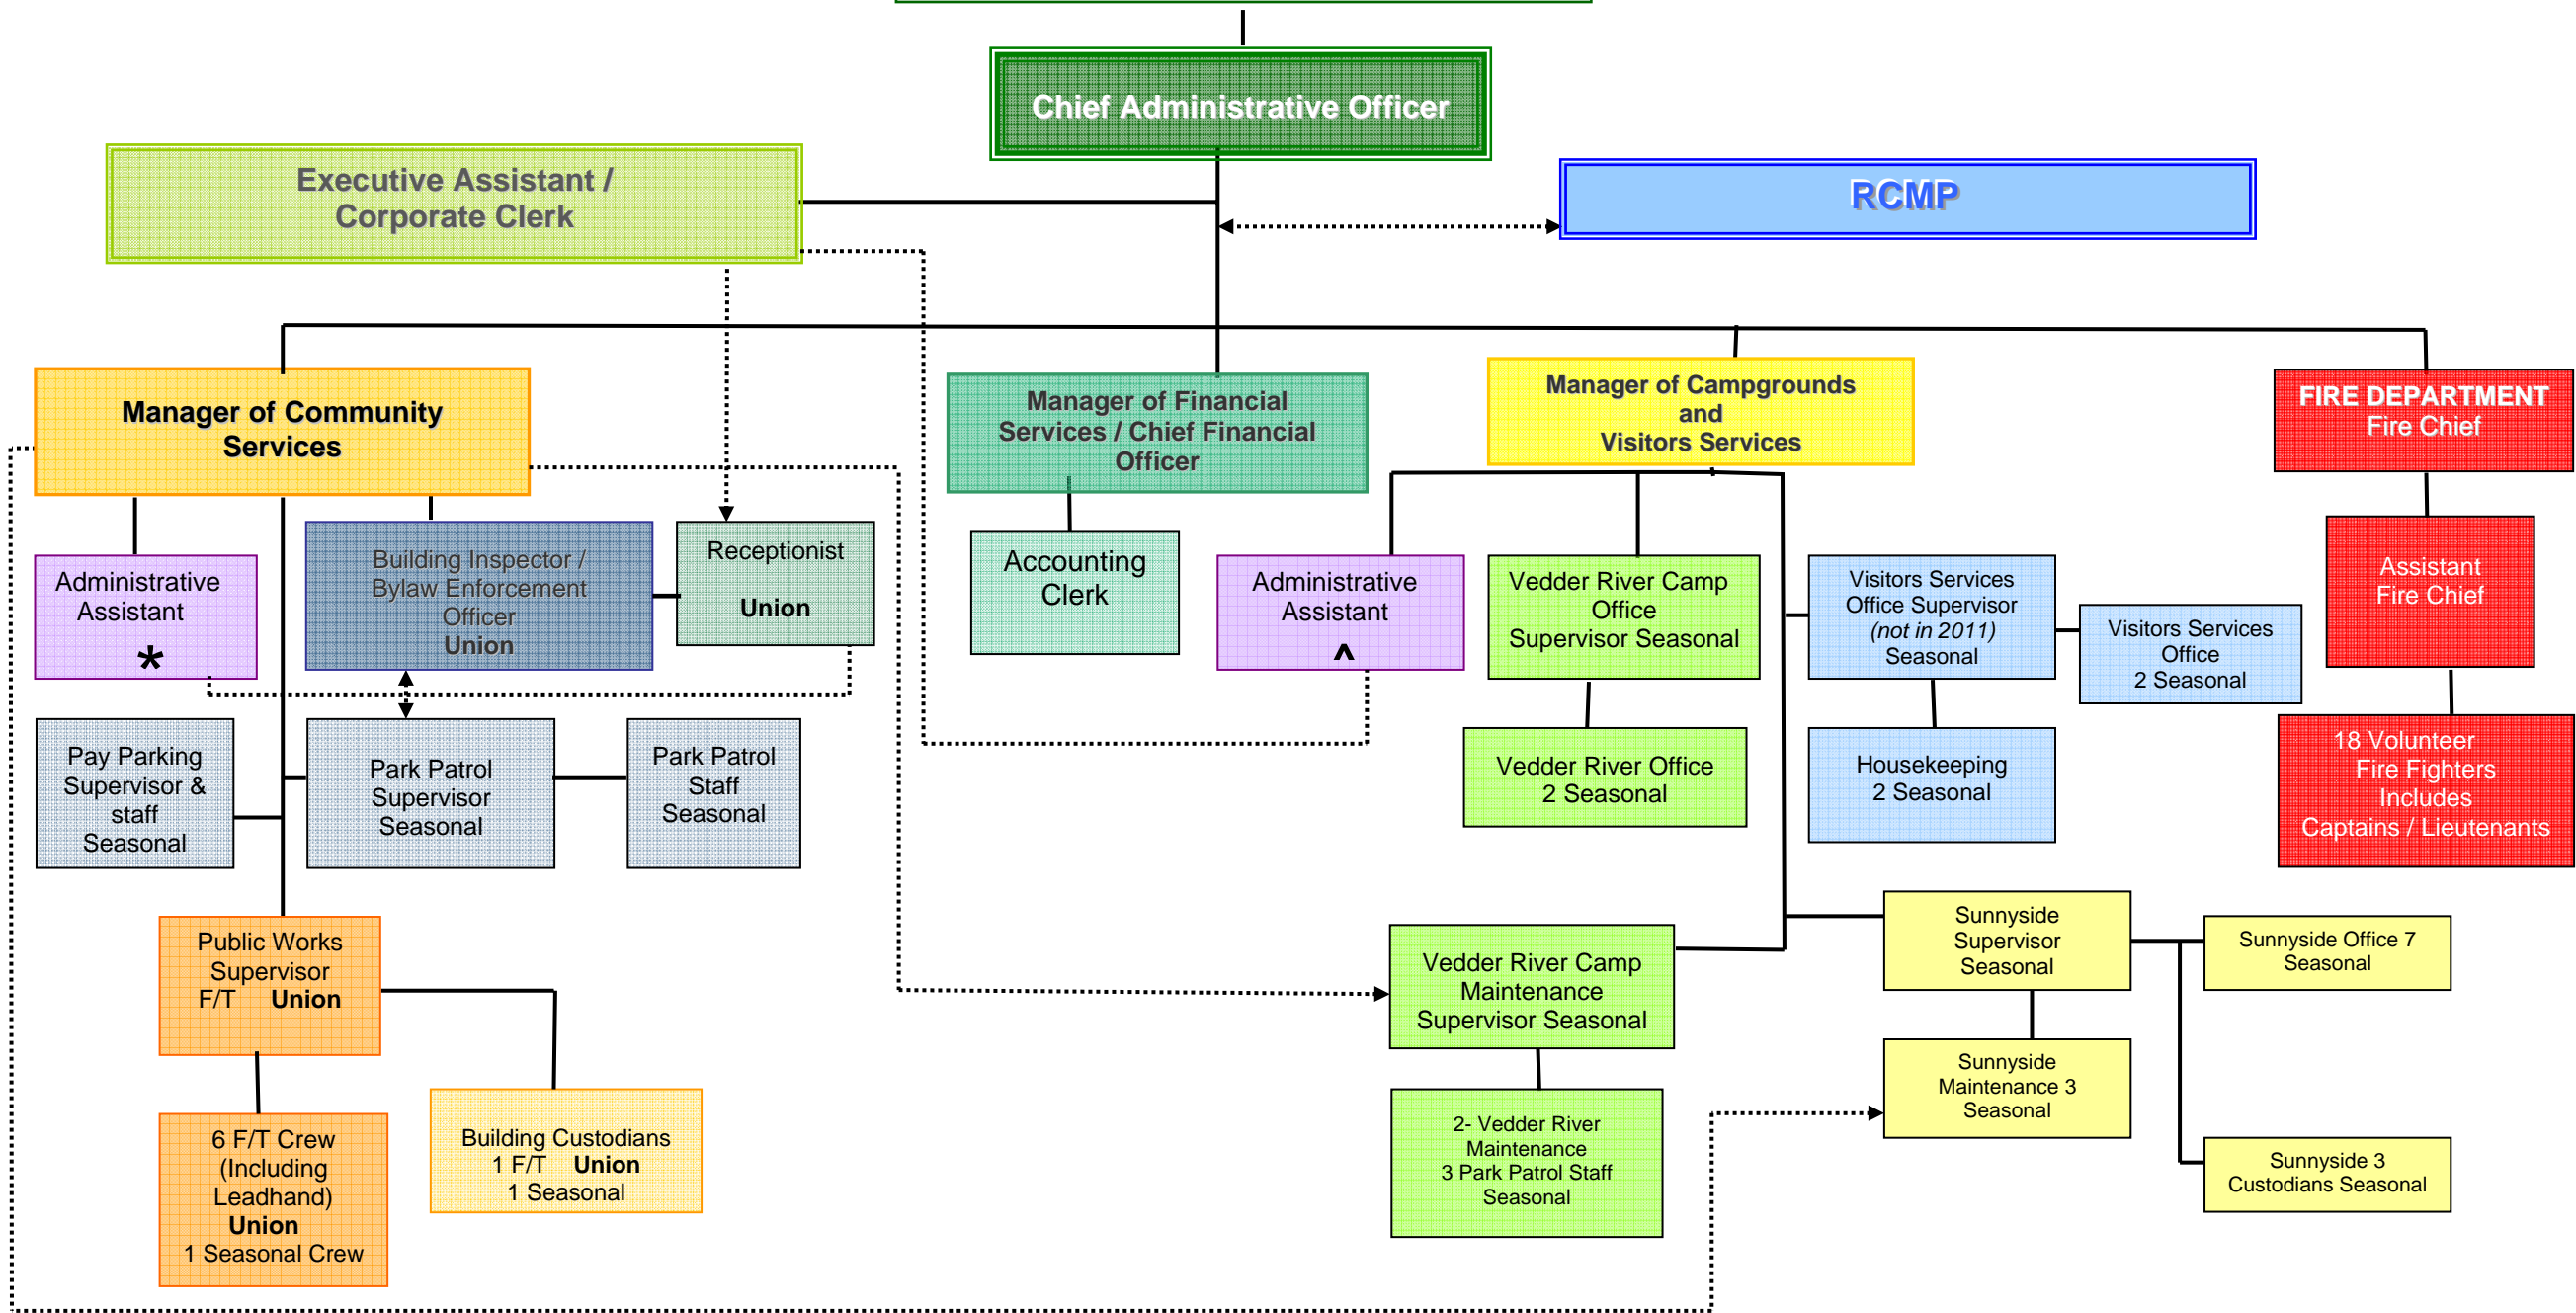 Chief Administrative Officer
Executive Assistant /
Corporate Clerk
RCMP
Manager of Community
Services
Manager of Financial
Services / Chief Financial
Officer
Manager of Campgrounds
and
Visitors Services
FIRE DEPARTMENT
Fire Chief
Administrative
Assistant
*
Building Inspector /
Bylaw Enforcement
Officer
Union
Receptionist
Union
Accounting
Clerk
Administrative
Assistant
^
Vedder River Camp
Office
Supervisor Seasonal
Visitors Services
Office Supervisor
(not in 2011)
Seasonal
Visitors Services
Office
2 Seasonal
Assistant
Fire Chief
Pay Parking
Supervisor &
staff
Seasonal
Park Patrol
Supervisor
Seasonal
Park Patrol
Staff
Seasonal
Vedder River Office
2 Seasonal
Housekeeping
2 Seasonal
18 Volunteer
Fire Fighters
Includes
Captains / Lieutenants
Public Works
Supervisor
F/T Union
Vedder River Camp
Maintenance
Supervisor Seasonal
Sunnyside
Supervisor
Seasonal
Sunnyside Office 7
Seasonal
Sunnyside
Maintenance 3
Seasonal
6 F/T Crew
(Including
Leadhand)
Union
1 Seasonal Crew
Building Custodians
1 F/T Union
1 Seasonal
2- Vedder River
Maintenance
3 Park Patrol Staff
Seasonal
Sunnyside 3
Custodians Seasonal